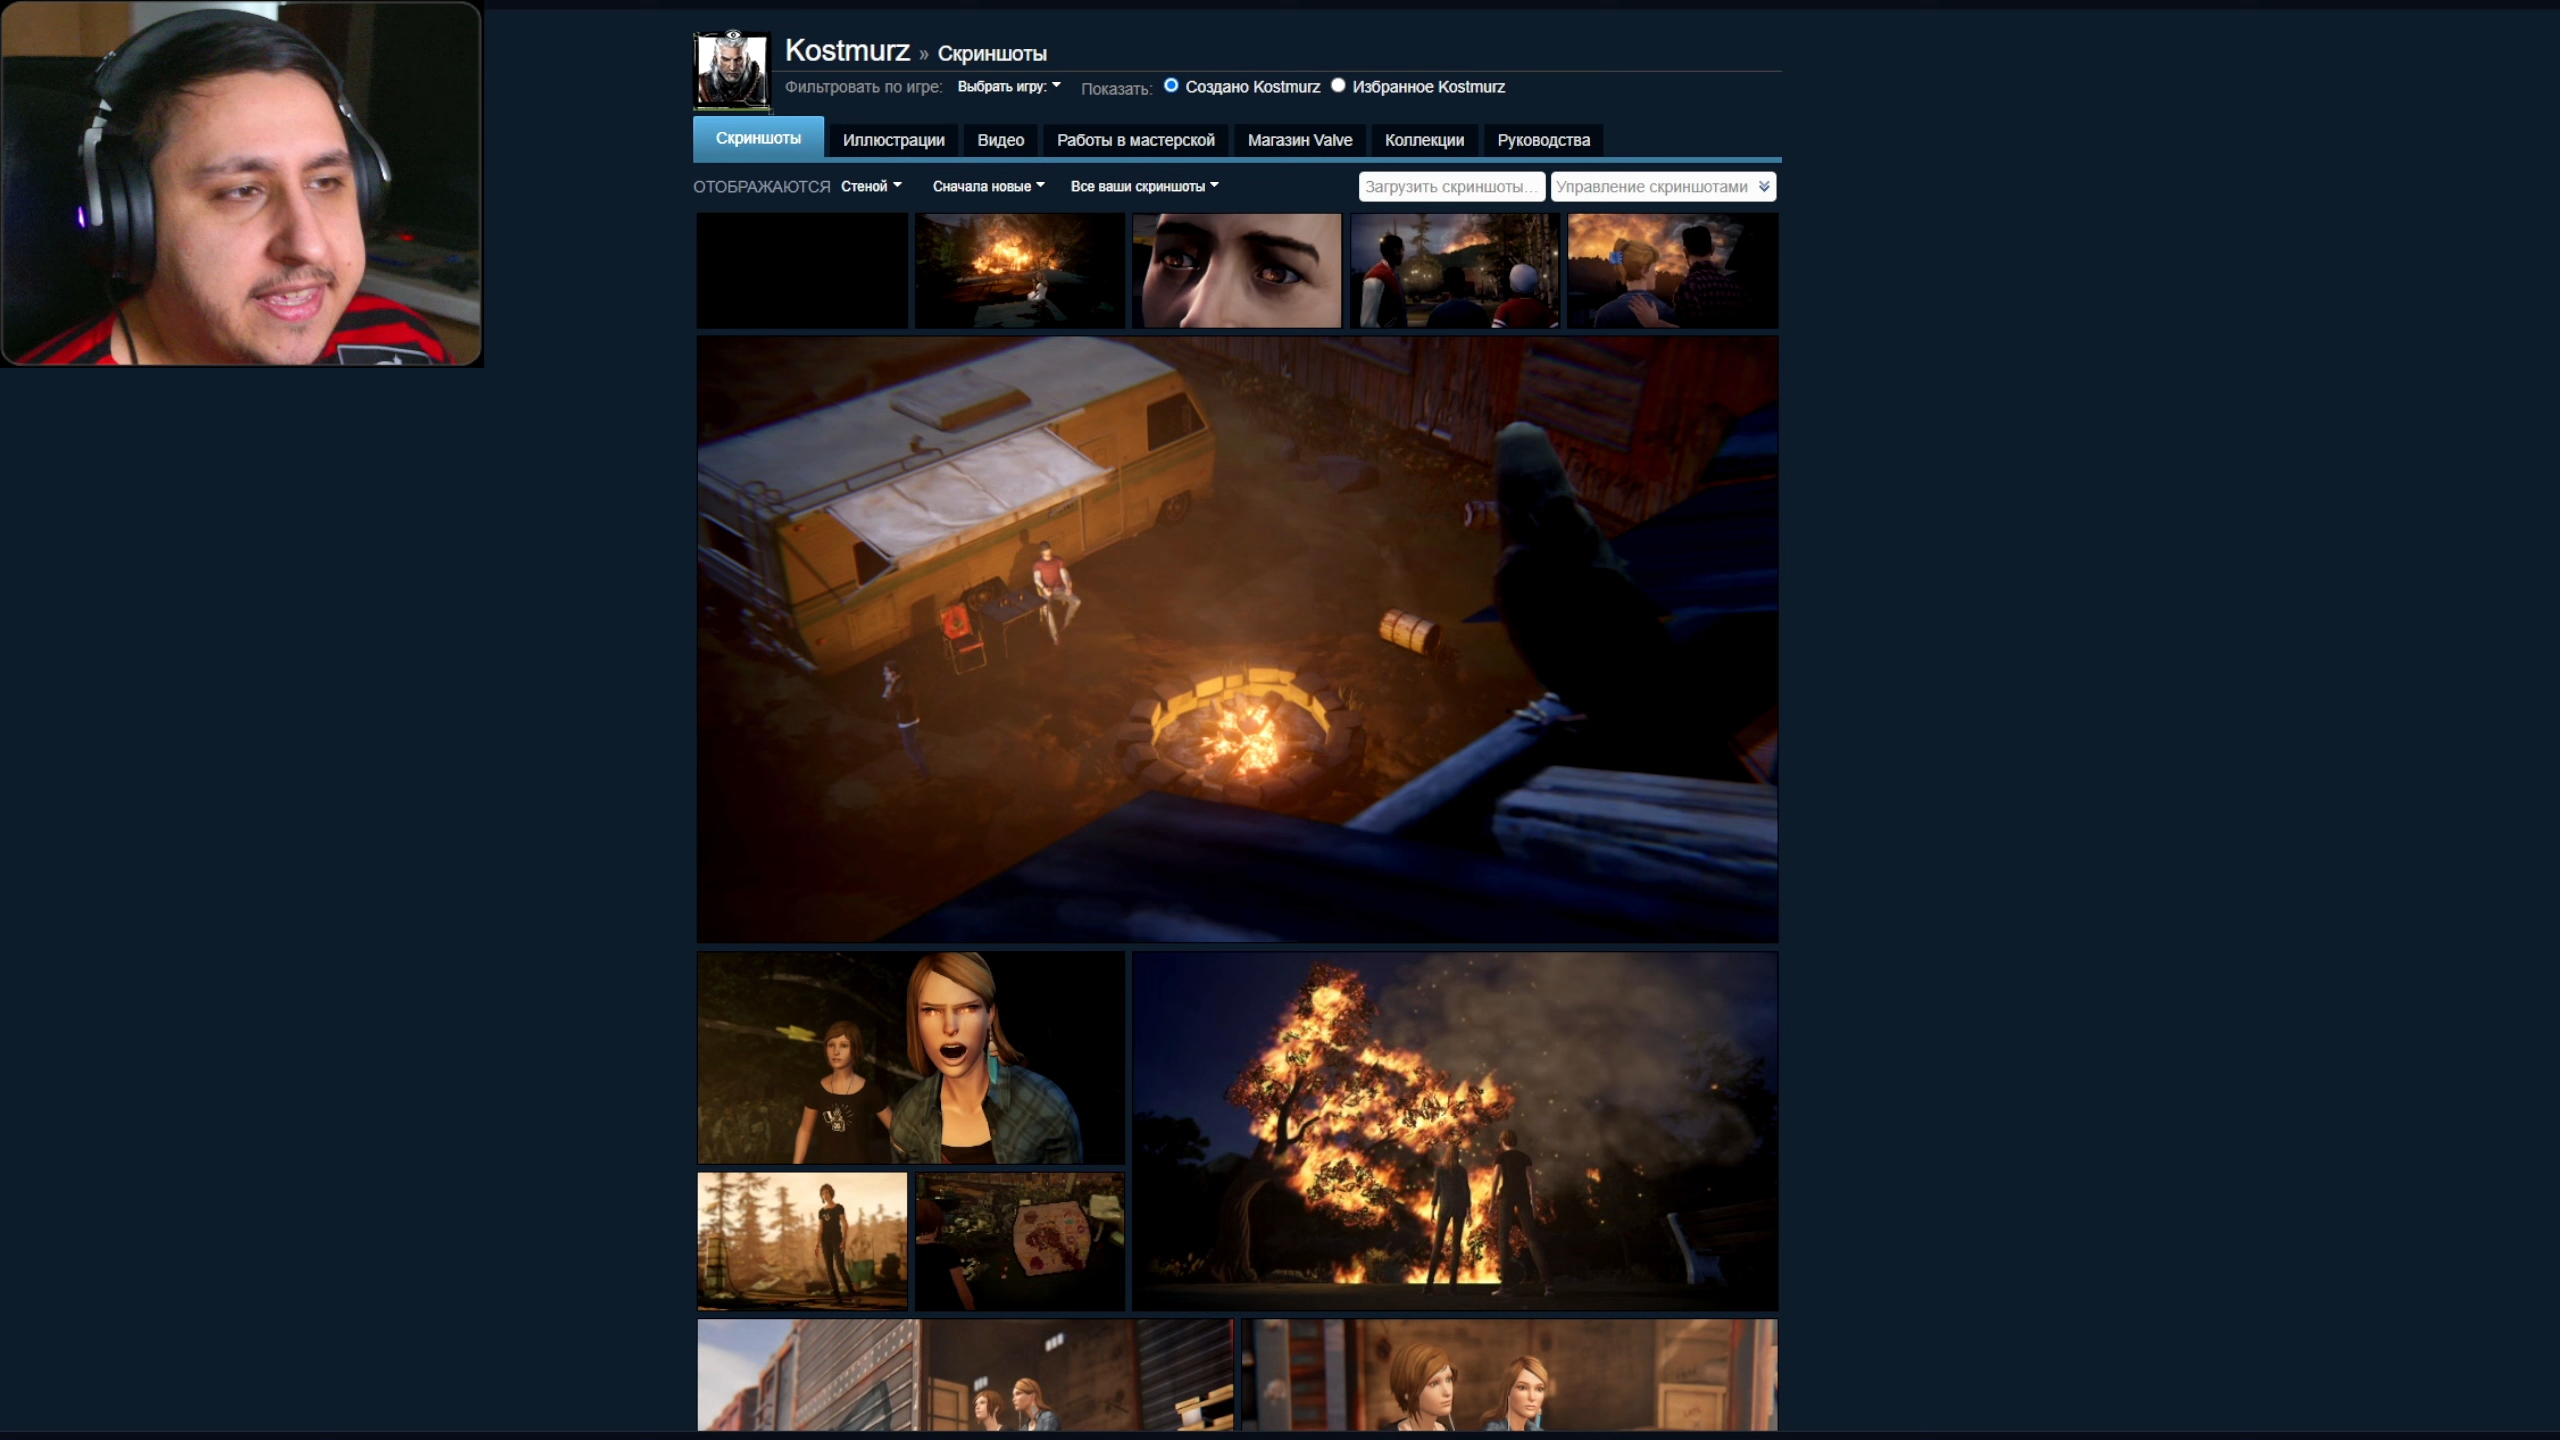 Kostmurz » Скриншоты
Фильтровать по игре: Выбрать игру: Показать: Создано Kostmurz Избранное Kostmurz
Скриншоты Иллюстрации Видео Работы в мастерской Магазин Valve Коллекции Руководства
ОТОБРАЖАЮТСЯ Стеной Сначала новые Все ваши скриншоты Загрузить скриншоты... Управление скриншотами